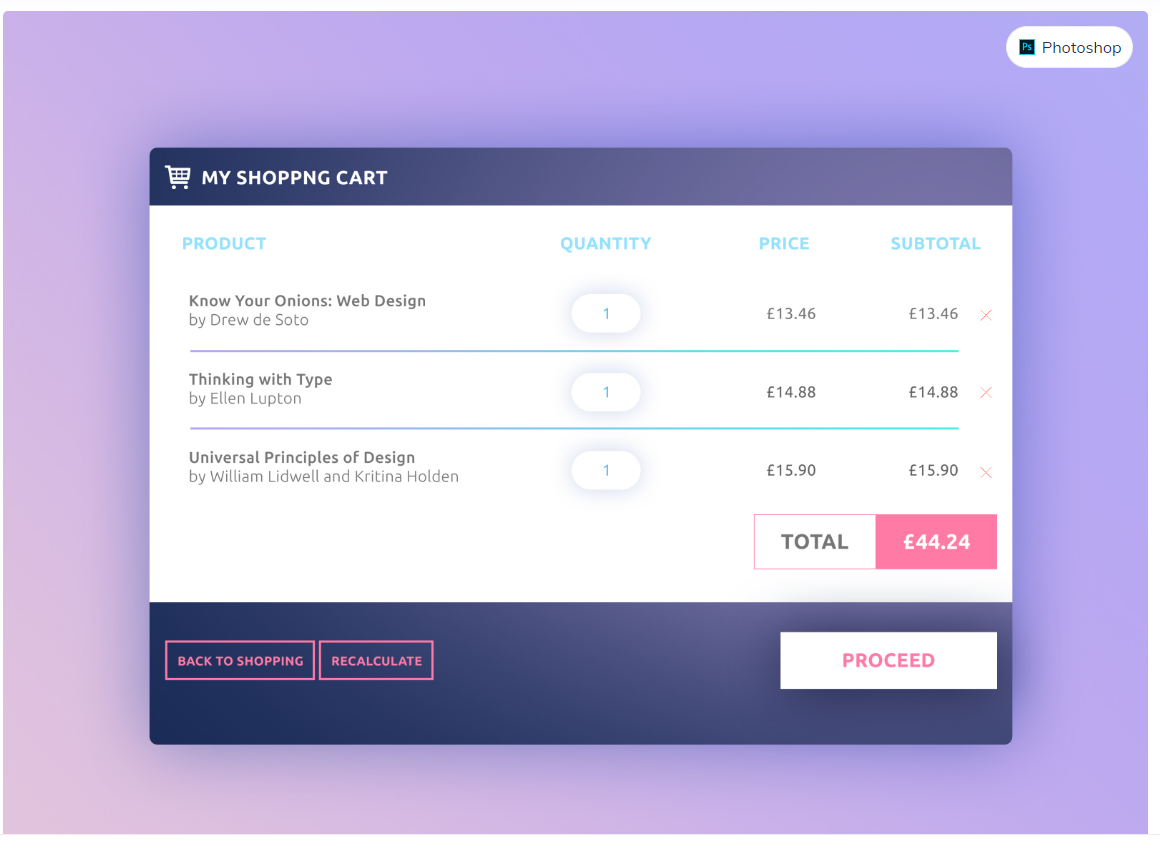 Ps Photoshop
MY SHOPPNG CART
PRODUCT QUANTITY PRICE SUBTOTAL
Know Your Onions: Web Design
by Drew de Soto
1 £13.46 £13.46
Thinking with Type
by Ellen Lupton
1 £14.88 £14.88
Universal Principles of Design
by William Lidwell and Kritina Holden
1 £15.90 £15.90
TOTAL £44.24
BACK TO SHOPPING RECALCULATE PROCEED